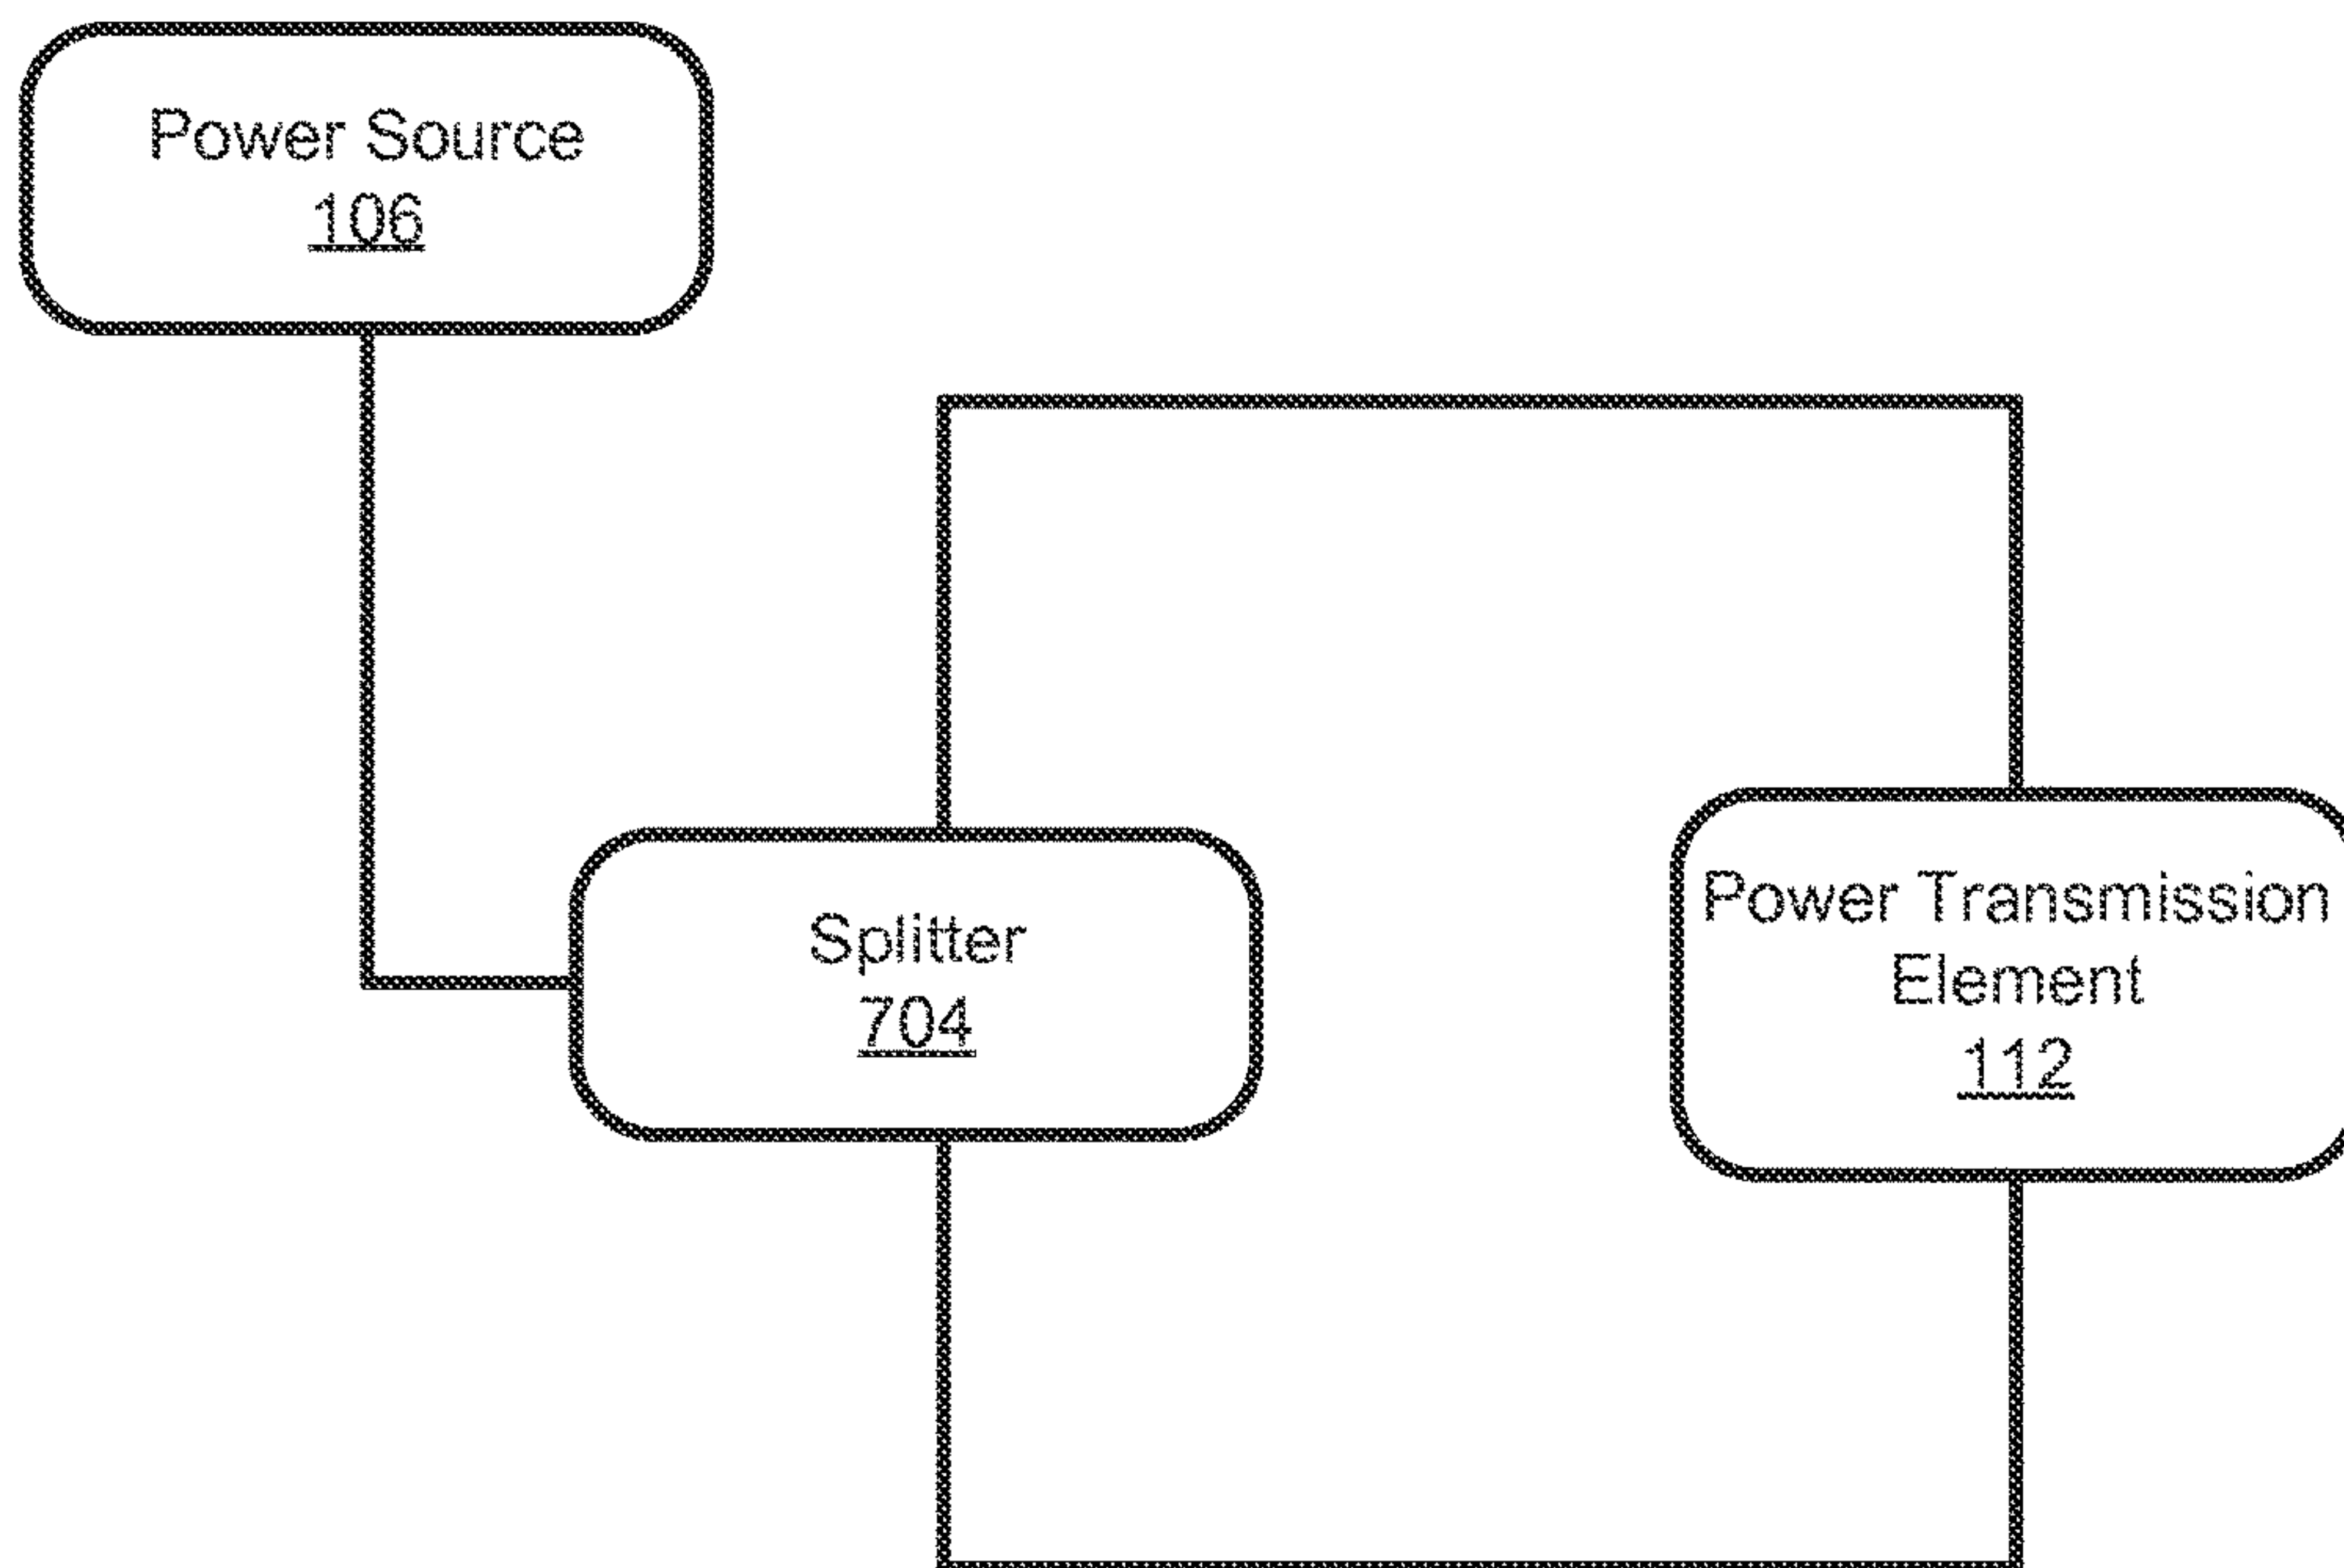 Power Source
106
Splitter
704
Power Transmission
Element
112